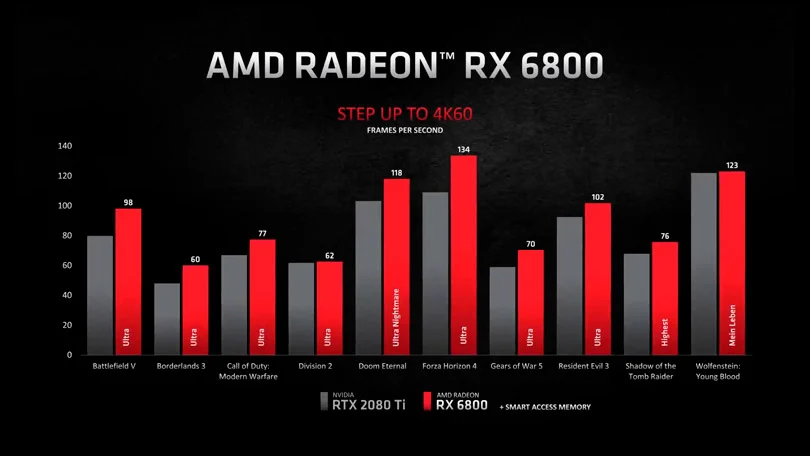 AMD RADEON™ RX 6800
STEP UP TO 4K60
FRAMES PER SECOND
140
120
100
80
60
40
20
0
98
60
77
62
118
134
70
102
76
123
Ultra
Ultra
Ultra
Ultra
Ultra Nightmare
Ultra
Ultra
Ultra
Highest
Mein Leben
Battlefield V
Borderlands 3
Call of Duty:
Modern Warfare
Division 2
Doom Eternal
Forza Horizon 4
Gears of War 5
Resident Evil 3
Shadow of the
Tomb Raider
Wolfenstein:
Young Blood
NVIDIA
RTX 2080 Ti
AMD RADEON
RX 6800
+ SMART ACCESS MEMORY